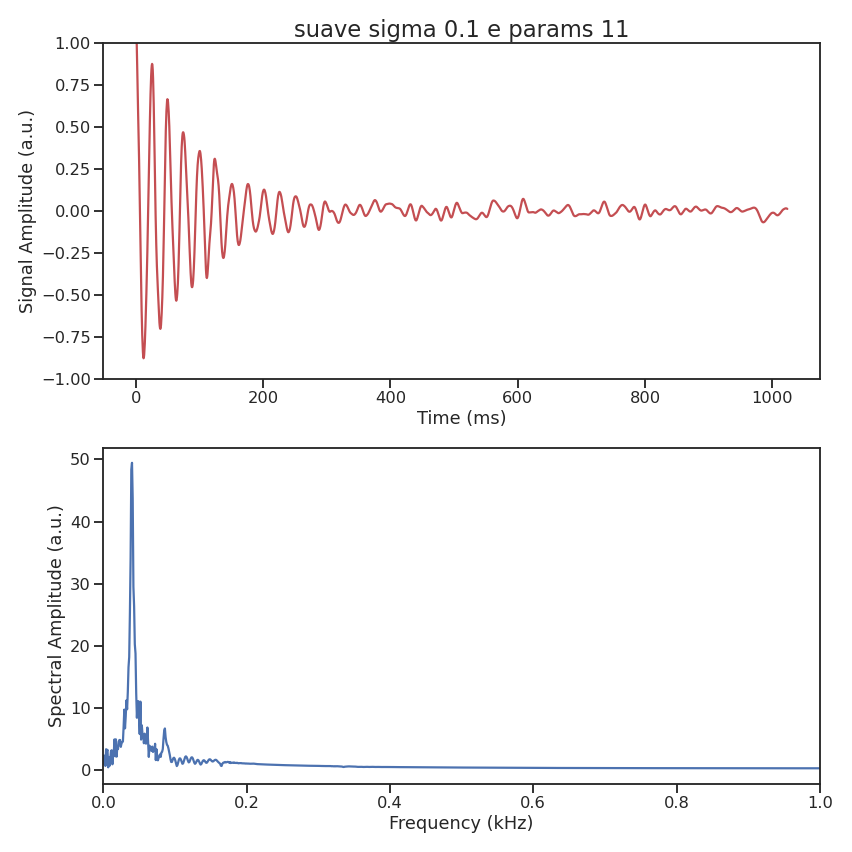 suave sigma 0.1 e params 11
1.00
0.75
0.50
0.25
0.00
−0.25
−0.50
−0.75
−1.00
Signal Amplitude (a.u.)
0 200 400 600 800 1000
Time (ms)
50
40
30
20
10
0
Spectral Amplitude (a.u.)
0.0 0.2 0.4 0.6 0.8 1.0
Frequency (kHz)